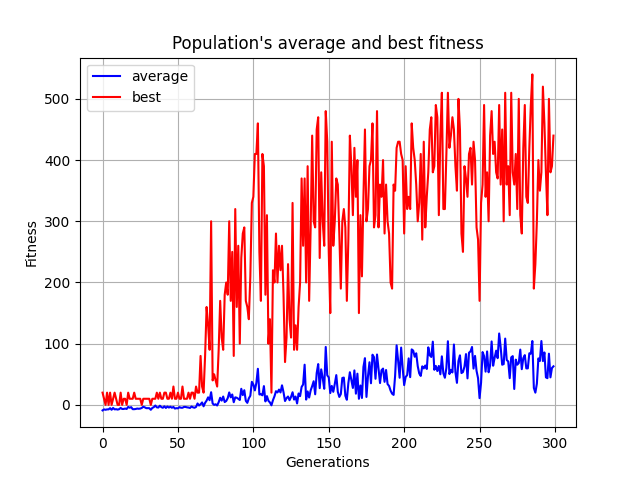 Population's average and best fitness
average
best
500
400
300
200
100
0
Fitness
0 50 100 150 200 250 300
Generations